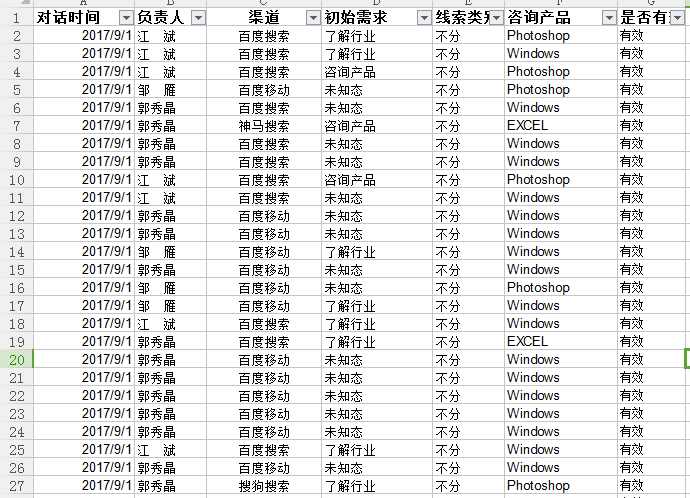 A B C D E F G
1 对话时间 负责人 渠道 初始需求 线索类别 咨询产品 是否有
2 2017/9/1 江 斌 百度搜索 了解行业 不分 Photoshop 有效
3 2017/9/1 江 斌 百度搜索 了解行业 不分 Windows 有效
4 2017/9/1 江 斌 百度搜索 咨询产品 不分 Photoshop 有效
5 2017/9/1 邹 雁 百度移动 未知态 不分 Photoshop 有效
6 2017/9/1 郭秀晶 百度搜索 未知态 不分 Windows 有效
7 2017/9/1 郭秀晶 神马搜索 咨询产品 不分 EXCEL 有效
8 2017/9/1 郭秀晶 百度搜索 未知态 不分 Windows 有效
9 2017/9/1 郭秀晶 百度搜索 未知态 不分 Windows 有效
10 2017/9/1 江 斌 百度搜索 咨询产品 不分 Photoshop 有效
11 2017/9/1 江 斌 百度搜索 未知态 不分 Windows 有效
12 2017/9/1 郭秀晶 百度移动 未知态 不分 Windows 有效
13 2017/9/1 郭秀晶 百度移动 未知态 不分 Windows 有效
14 2017/9/1 邹 雁 百度移动 了解行业 不分 Windows 有效
15 2017/9/1 郭秀晶 百度移动 未知态 不分 Windows 有效
16 2017/9/1 邹 雁 百度移动 未知态 不分 Photoshop 有效
17 2017/9/1 邹 雁 百度移动 了解行业 不分 Windows 有效
18 2017/9/1 江 斌 百度搜索 了解行业 不分 Windows 有效
19 2017/9/1 郭秀晶 百度搜索 了解行业 不分 EXCEL 有效
20 2017/9/1 郭秀晶 百度移动 未知态 不分 Windows 有效
21 2017/9/1 郭秀晶 百度移动 未知态 不分 Windows 有效
22 2017/9/1 郭秀晶 百度移动 未知态 不分 Windows 有效
23 2017/9/1 郭秀晶 百度移动 未知态 不分 Windows 有效
24 2017/9/1 郭秀晶 百度移动 未知态 不分 Windows 有效
25 2017/9/1 江 斌 百度搜索 了解行业 不分 Windows 有效
26 2017/9/1 郭秀晶 百度移动 未知态 不分 Windows 有效
27 2017/9/1 郭秀晶 搜狗搜索 了解行业 不分 Photoshop 有效